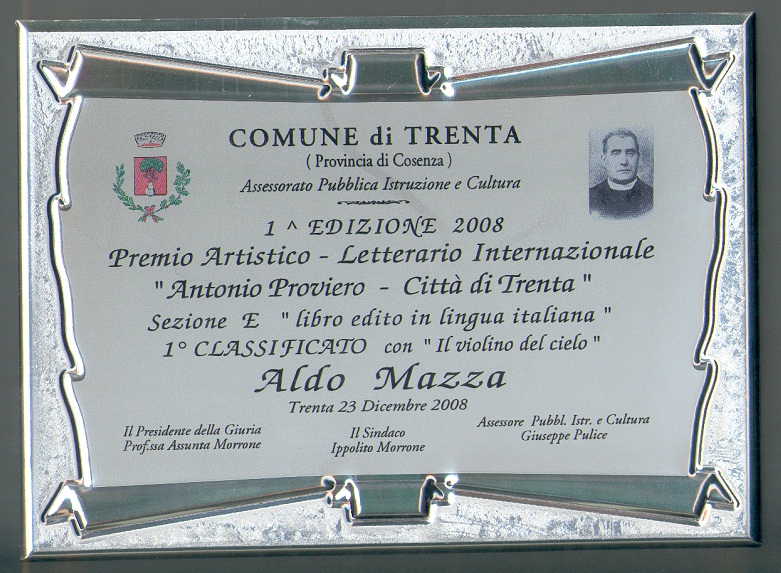 COMUNE di TRENTA
( Provincia di Cosenza )
Assessorato Pubblica Istruzione e Cultura
1 ^ EDIZIONE 2008
Premio Artistico - Letterario Internazionale
" Antonio Proviero - Città di Trenta "
Sezione E " libro edito in lingua italiana "
1° CLASSIFICATO con " Il violino del cielo "
Aldo Mazza
Trenta 23 Dicembre 2008
Il Presidente della Giuria
Prof.ssa Assunta Morrone
Il Sindaco
Ippolito Morrone
Assessore Pubbl. Istr. e Cultura
Giuseppe Pulice